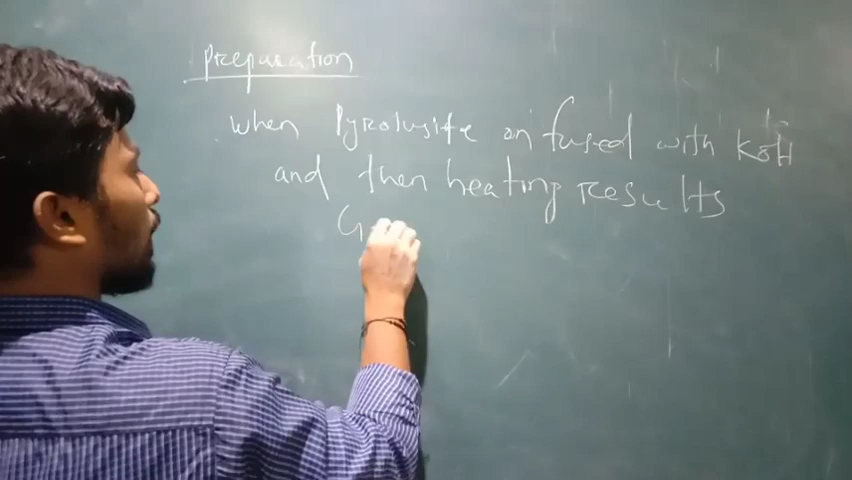 Preparation
when Pyrolusite on fused with KOH
and then heating Results
G